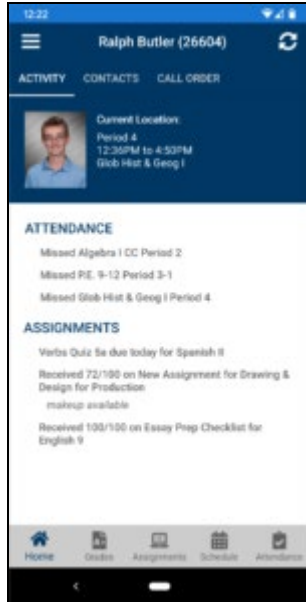 12:22
Ralph Butler (26604)
ACTIVITY CONTACTS CALL ORDER
Current Location:
Period 4
12:36PM to 4:50PM
Glob Hist & Geog I
ATTENDANCE
Missed Algebra I CC Period 2
Missed P.E. 9-12 Period 3-1
Missed Glob Hist & Geog I Period 4
ASSIGNMENTS
Verbs Quiz 5a due today for Spanish II
Received 72/100 on New Assignment for Drawing &
Design for Production
makeup available
Received 100/100 on Essay Prep Checklist for
English 9
Home Grades Assignments Schedule Attendance